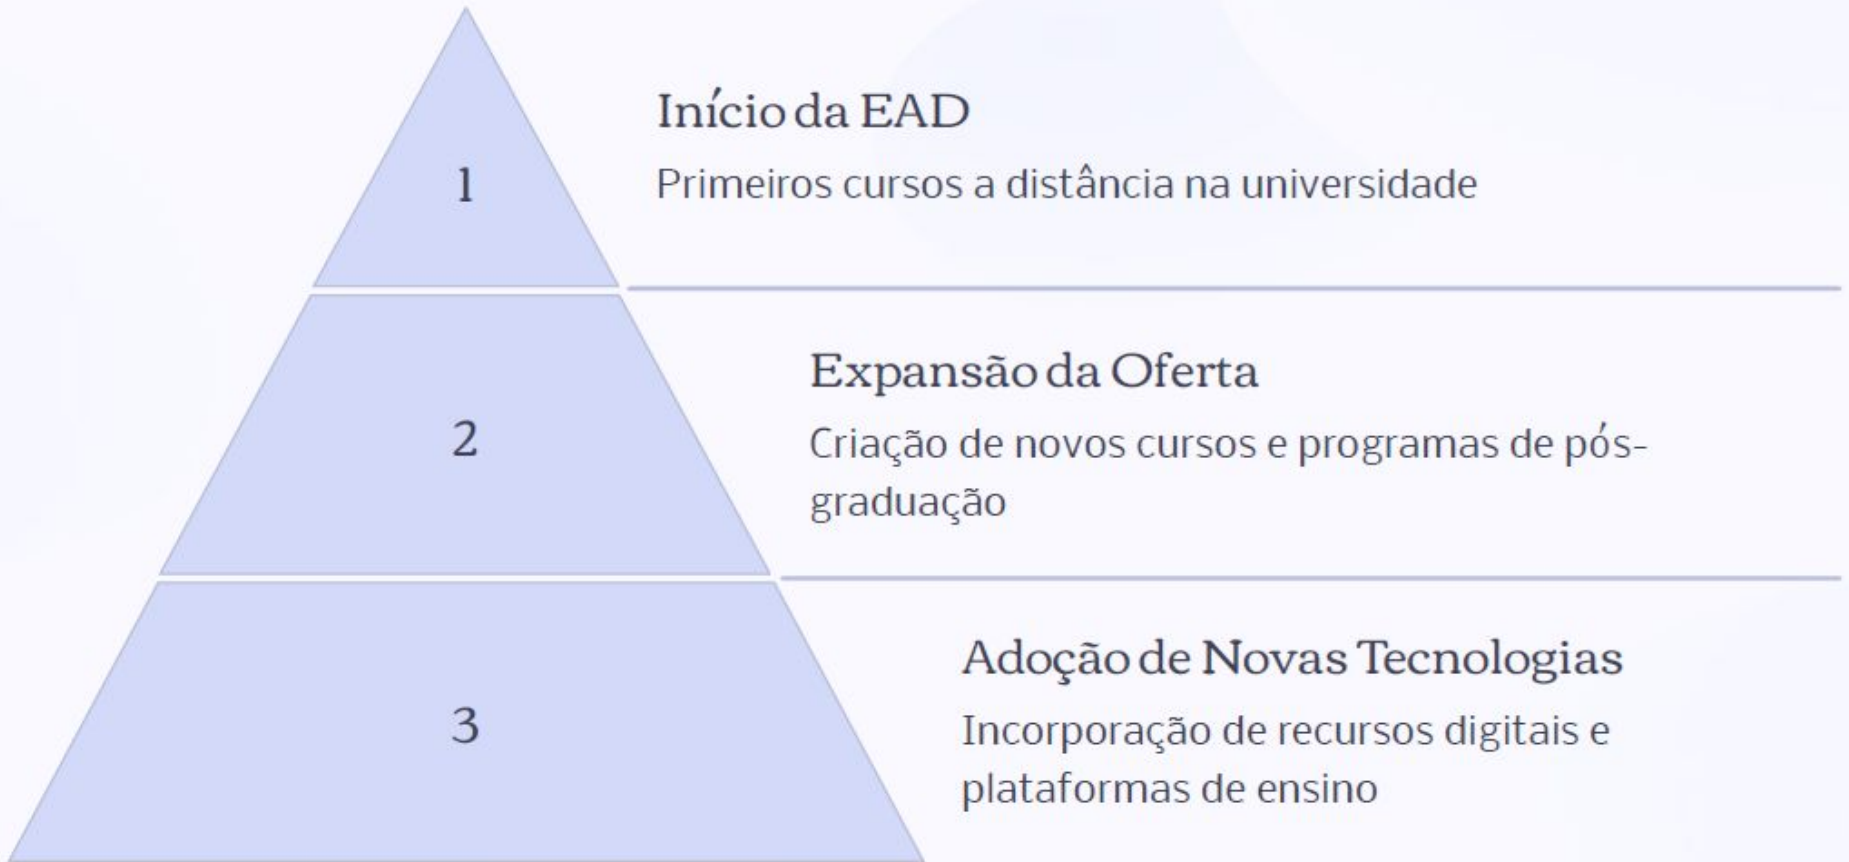 1
Início da EAD
Primeiros cursos a distância na universidade
2
Expansão da Oferta
Criação de novos cursos e programas de pós-
graduação
3
Adoção de Novas Tecnologias
Incorporação de recursos digitais e
plataformas de ensino